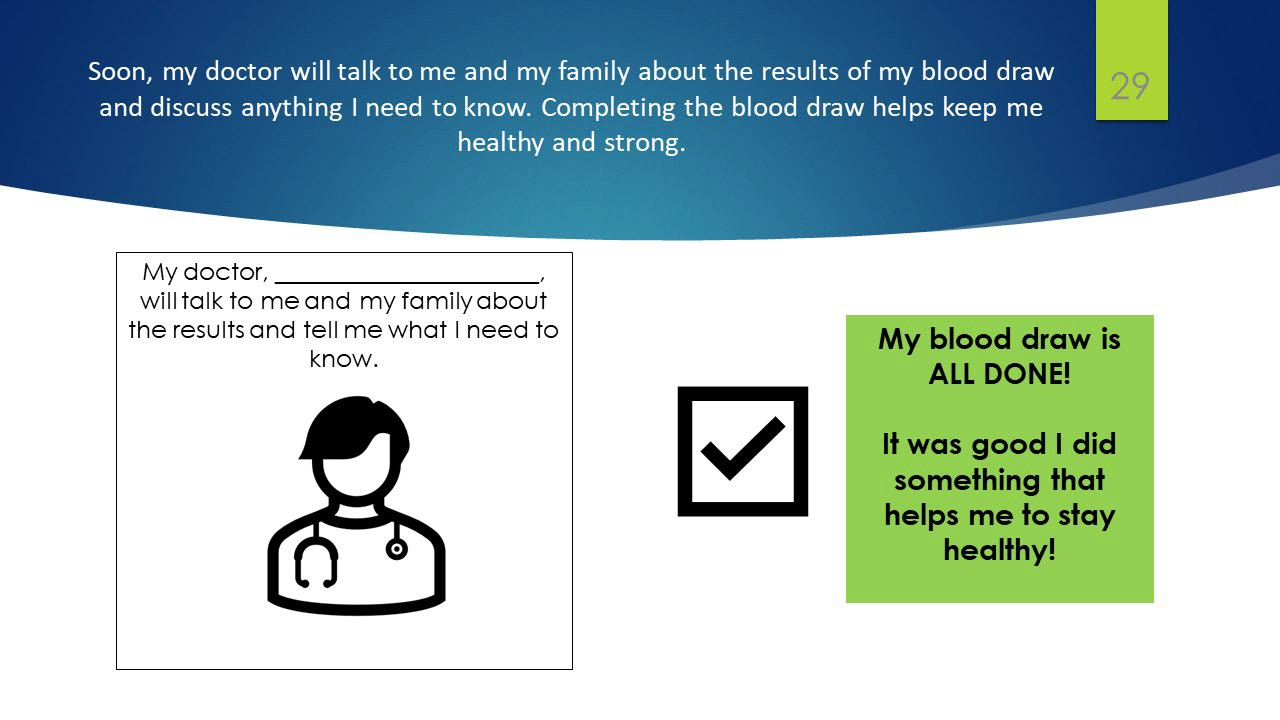 Soon, my doctor will talk to me and my family about the results of my blood draw
and discuss anything I need to know. Completing the blood draw helps keep me
healthy and strong.
29
My doctor, ____________________,
will talk to me and my family about
the results and tell me what I need to
know.
My blood draw is
ALL DONE!
It was good I did
something that
helps me to stay
healthy!